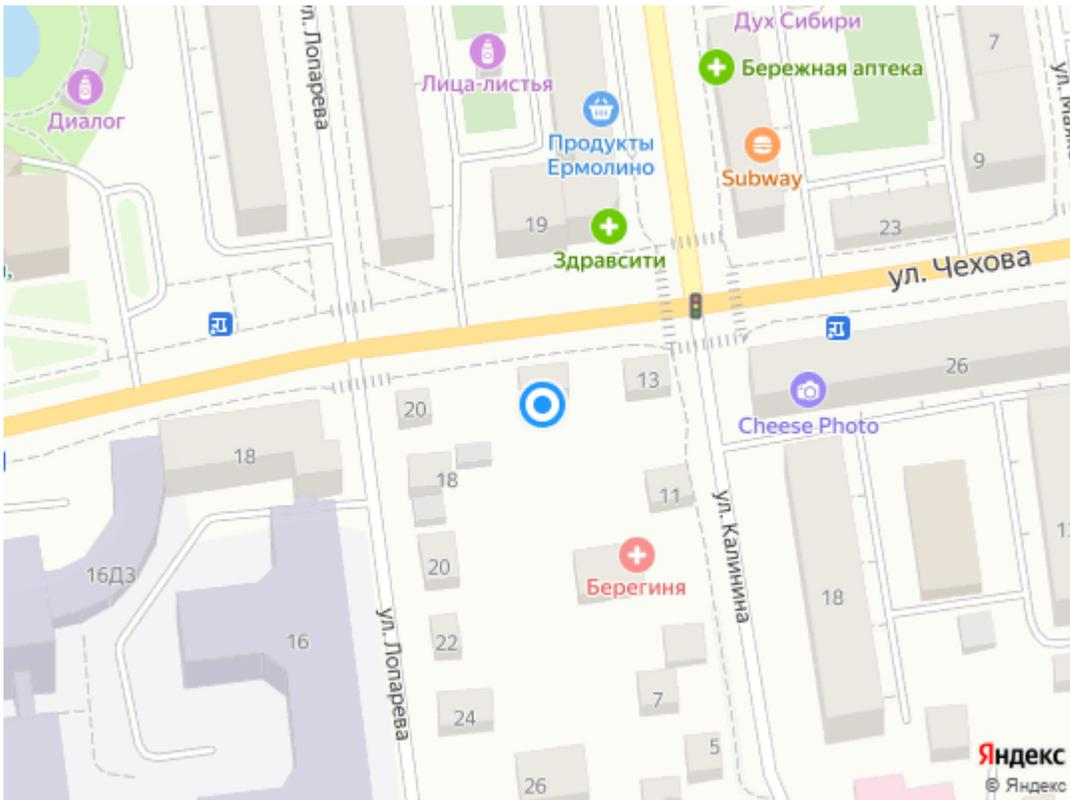 Дух Сибири
ул. Лопарева
Лица-листья
Бережная аптека
7
Диалог
Продукты
Ермолино
Subway
9
19
23
Здравсити
ул. Чехова
13
26
20
Cheese Photo
18
18
11
ул. Калинина
20
16Д3
Берегиня
18
ул. Лопарева
16
22
7
24
5
26
Яндекс
© Яндекс